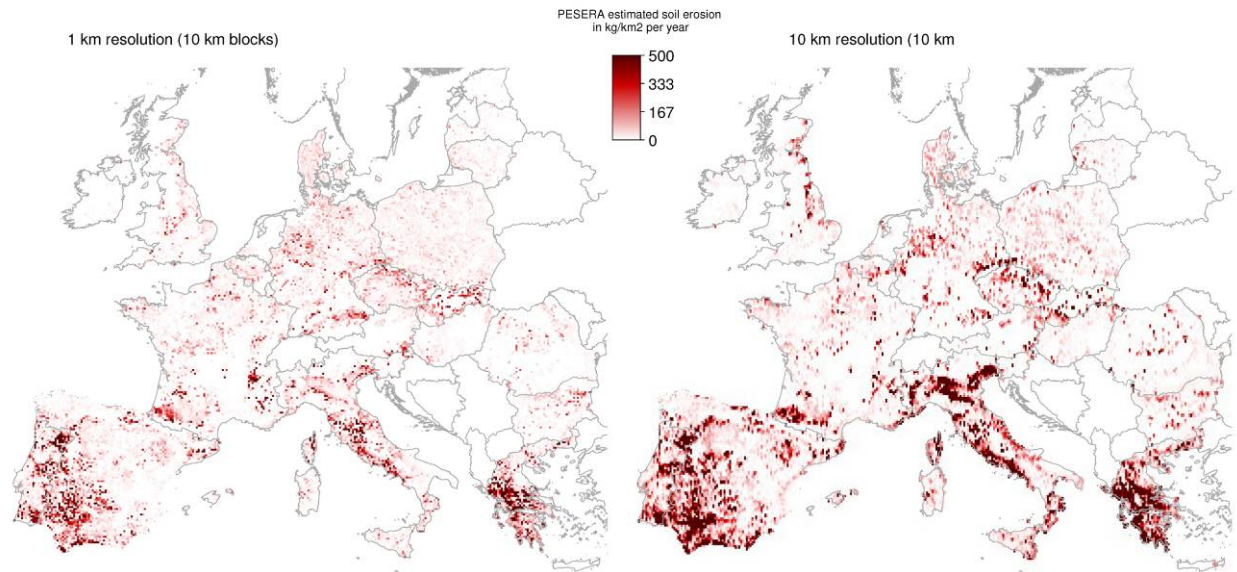 PESERA estimated soil erosion
in kg/km2 per year
1 km resolution (10 km blocks)
10 km resolution (10 km
500
333
167
0